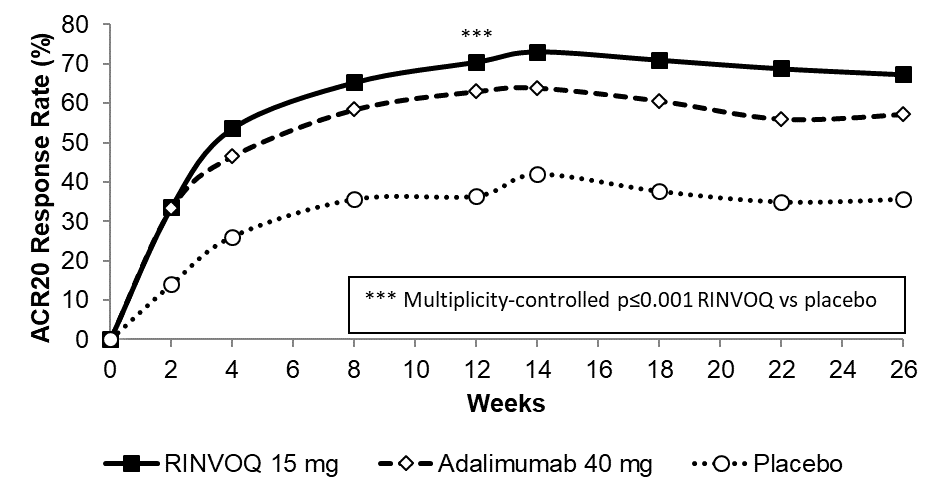 80
***
70
60
50
40
30
20
10
0
ACR20 Response Rate (%)
*** Multiplicity-controlled p≤0.001 RINVOQ vs placebo
0 2 4 6 8 10 12 14 16 18 20 22 24 26
Weeks
RINVOQ 15 mg Adalimumab 40 mg Placebo